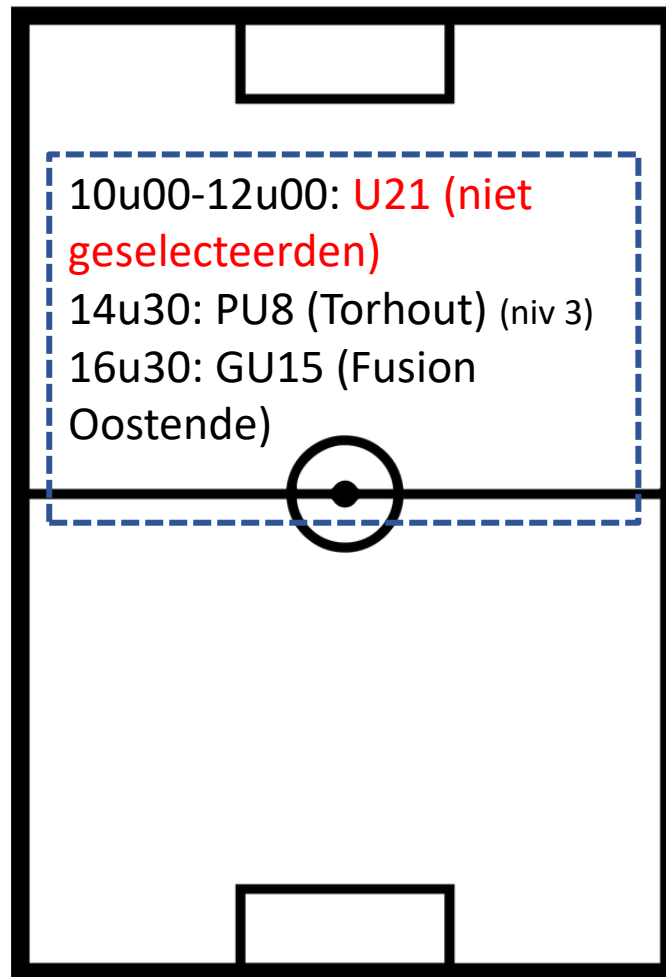 10u00-12u00: U21 (niet
geselecteerden)
14u30: PU8 (Torhout) (niv 3)
16u30: GU15 (Fusion
Oostende)